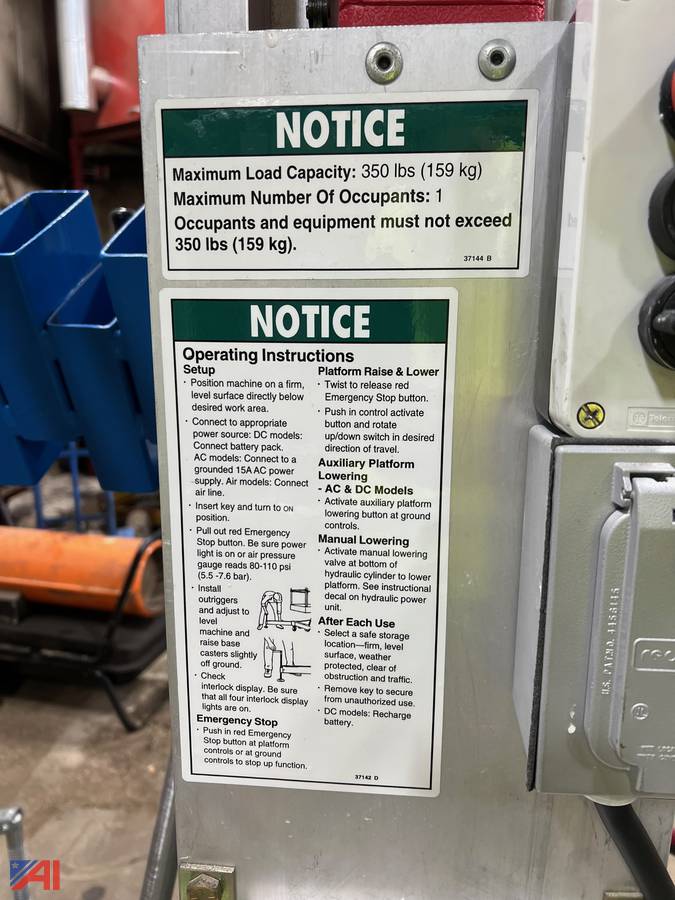 NOTICE
Maximum Load Capacity: 350 lbs (159 kg)
Maximum Number Of Occupants: 1
Occupants and equipment must not exceed
350 lbs (159 kg).
37144 B
NOTICE
Operating Instructions
Setup
· Position machine on a firm,
level surface directly below
desired work area.
· Connect to appropriate
power source: DC models:
Connect battery pack.
AC models: Connect to a
grounded 15A AC power
supply. Air models: Connect
air line.
· Insert key and turn to ON
position.
· Pull out red Emergency
Stop button. Be sure power
light is on or air pressure
gauge reads 80-110 psi
(5.5 -7.6 bar).
· Install
outriggers
and adjust to
level
machine and
raise base
casters slightly
off ground.
· Check
interlock display. Be sure
that all four interlock display
lights are on.
Emergency Stop
· Push in red Emergency
Stop button at platform
controls or at ground
controls to stop up function.
Platform Raise & Lower
· Twist to release red
Emergency Stop button.
· Push in control activate
button and rotate
up/down switch in desired
direction of travel.
Auxiliary Platform
Lowering
- AC & DC Models
· Activate auxiliary platform
lowering button at ground
controls.
Manual Lowering
· Activate manual lowering
valve at bottom of
hydraulic cylinder to lower
platform. See instructional
decal on hydraulic power
unit.
After Each Use
· Select a safe storage
location—firm, level
surface, weather
protected, clear of
obstruction and traffic.
· Remove key to secure
from unauthorized use.
· DC models: Recharge
battery.
37142 D
U.S. PAT.NO. 4158145
AI